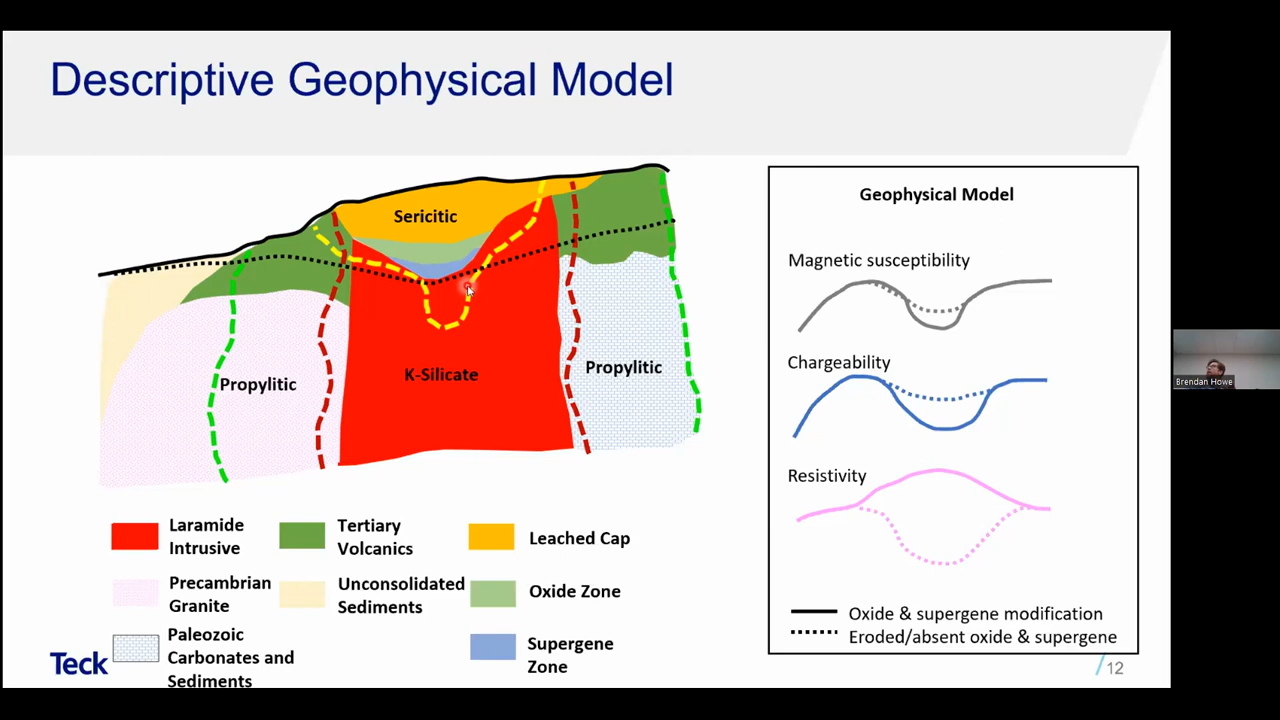 Descriptive Geophysical Model
Sericitic
Propylitic
K-Silicate
Propylitic
Laramide
Intrusive
Tertiary
Volcanics
Leached Cap
Precambrian
Granite
Unconsolidated
Sediments
Oxide Zone
Paleozoic
Carbonates and
Sediments
Supergene
Zone
Geophysical Model
Magnetic susceptibility
Chargeability
Resistivity
Oxide & supergene modification
Eroded/absent oxide & supergene
Teck
12
Brendan Howe